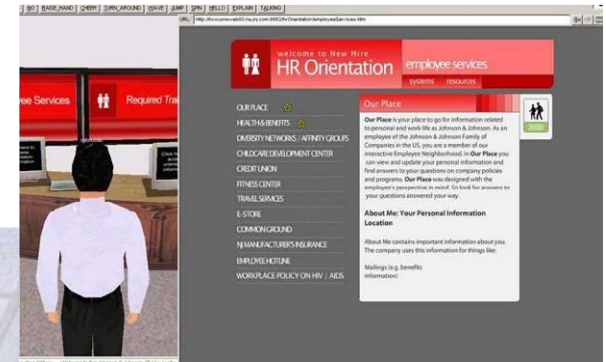 NO RAISE_HAND CHEER TURN_AROUND WAVE JUMP SPIN HELLO EXPLAIN TALKING
URL:
welcome to New Hire
HR Orientation
employee services
systems resources
ee Services
Required Tra
OUR PLACE
HEALTH & BENEFITS
DIVERSITY NETWORKS / AFFINITY GROUPS
CHILDCARE DEVELOPMENT CENTER
CREDIT UNION
FITNESS CENTER
TRAVEL SERVICES
E-STORE
COMMON GROUND
NJ MANUFACTURER'S INSURANCE
EMPLOYEE HOTLINE
WORKPLACE POLICY ON HIV / AIDS
Our Place
Our Place is your place to go for information related
to personal and work life as Johnson & Johnson. As an
employee of the Johnson & Johnson Family of
Companies in the US, you are a member of our
interactive Employee Neighborhood. In Our Place you
can view and update your personal information and
find answers to your questions on company policies
and programs. Our Place was designed with the
employee's perspective in mind. So look for answers to
your questions answered your way.
About Me: Your Personal Information
Location
About Me contains important information about you.
The company uses this information for things like:
Mailings (e.g. benefits
information)